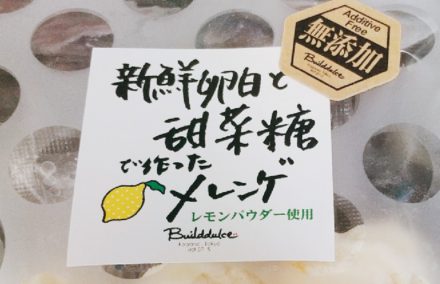 Additive
Free
無添加
Builddulce
新鮮卵白と
甜菜糖
で作った
メレンゲ
レモンパウダー使用
Builddulce